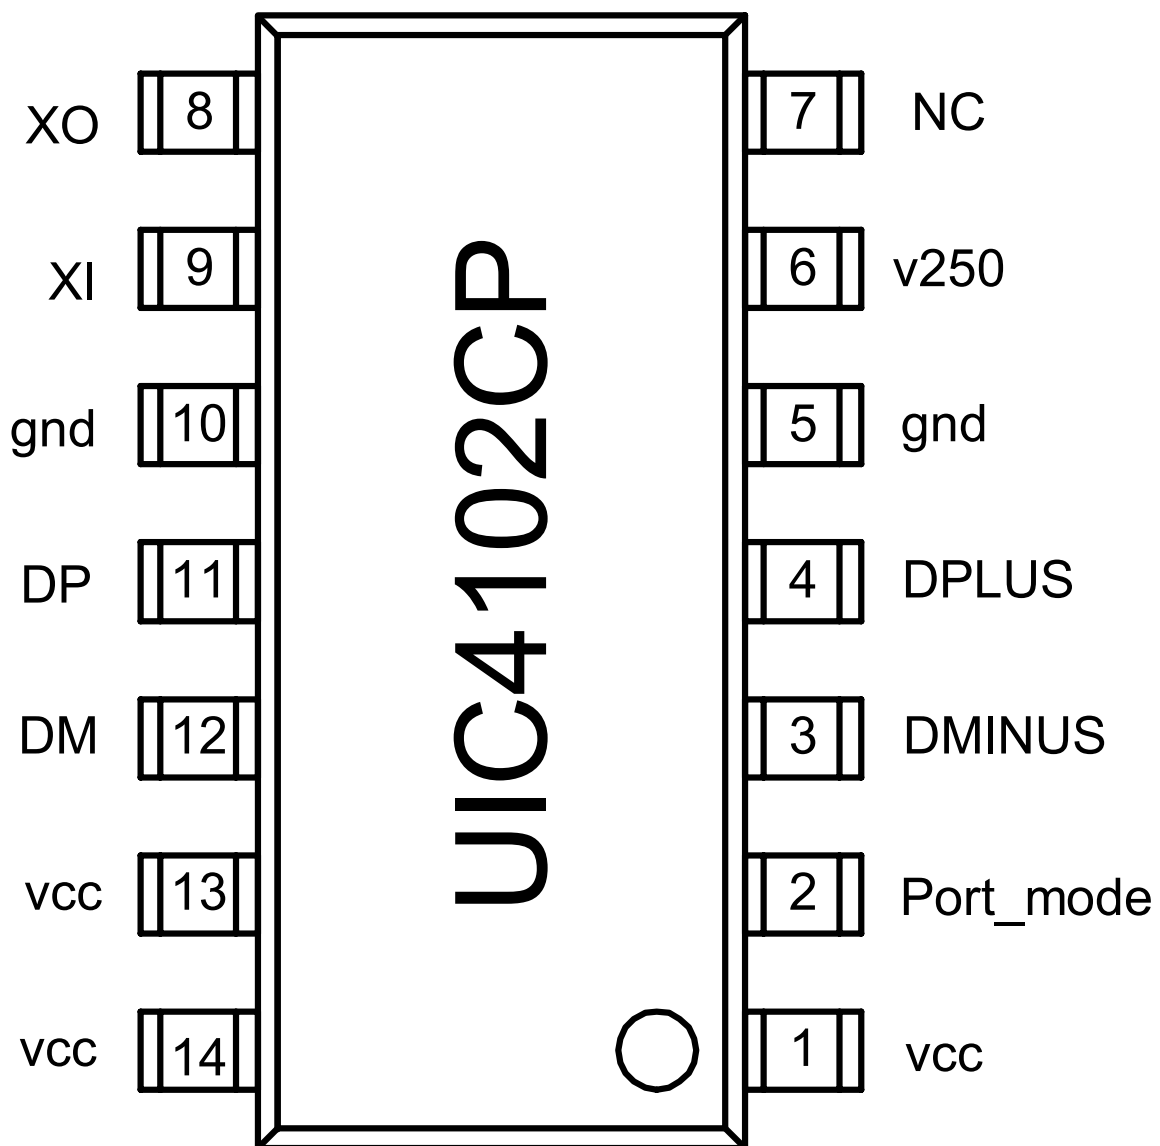 XO 8 7 NC
XI 9 6 v250
gnd 10 5 gnd
DP 11 4 DPLUS
DM 12 3 DMINUS
vcc 13 2 Port_mode
vcc 14 1 vcc
UIC4102CP